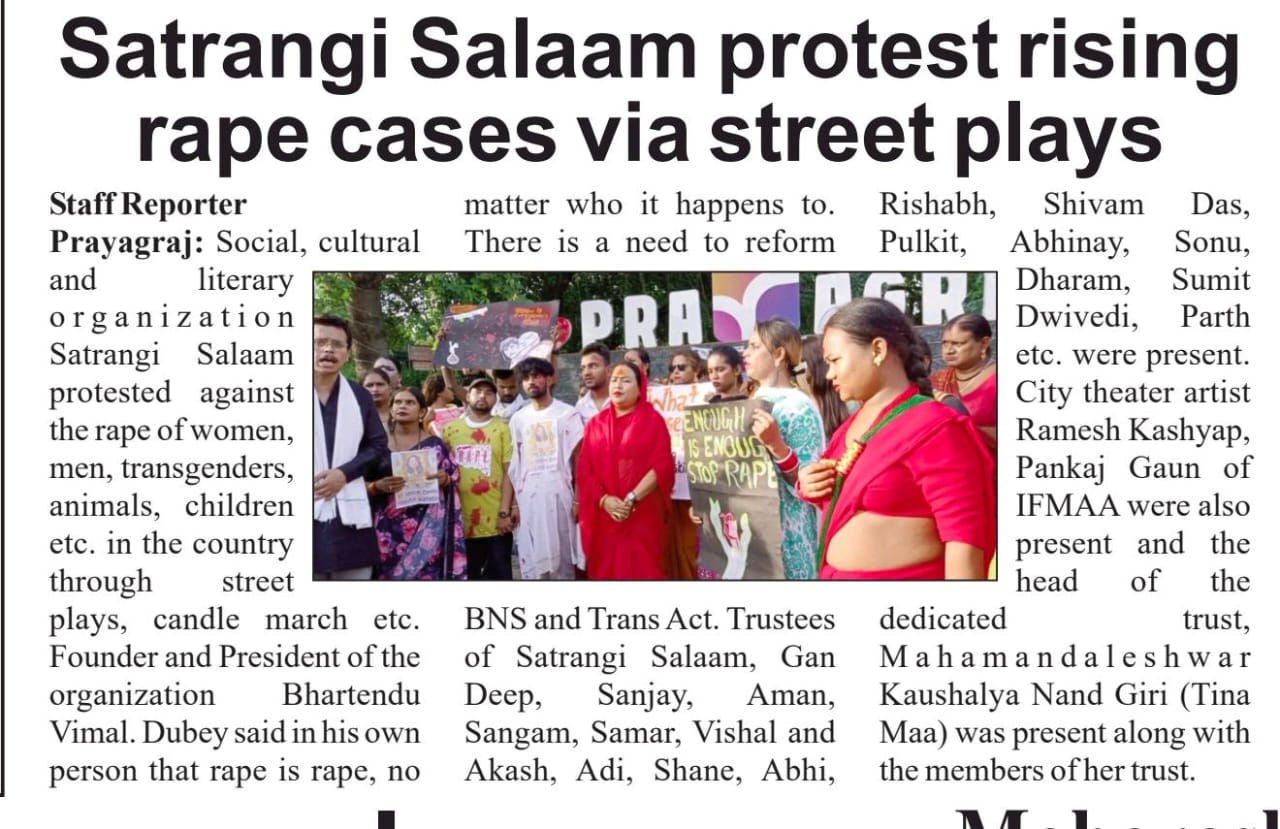 Satrangi Salaam protest rising
rape cases via street plays
Staff Reporter
Prayagraj: Social, cultural
and literary
organization
Satrangi Salaam
protested against
the rape of women,
men, transgenders,
animals, children
etc. in the country
through street
plays, candle march etc.
Founder and President of the
organization Bhartendu
Vimal. Dubey said in his own
person that rape is rape, no
matter who it happens to.
There is a need to reform
PRA AGR
What
ENOUGH
IS ENOUG
STOP RAPE
RAPE
BNS and Trans Act. Trustees
of Satrangi Salaam, Gan
Deep, Sanjay, Aman,
Sangam, Samar, Vishal and
Akash, Adi, Shane, Abhi,
Rishabh, Shivam Das,
Pulkit, Abhinay, Sonu,
Dharam, Sumit
Dwivedi, Parth
etc. were present.
City theater artist
Ramesh Kashyap,
Pankaj Gaun of
IFMAA were also
present and the
head of the
dedicated trust,
Mahamandaleshwar
Kaushalya Nand Giri (Tina
Maa) was present along with
the members of her trust.